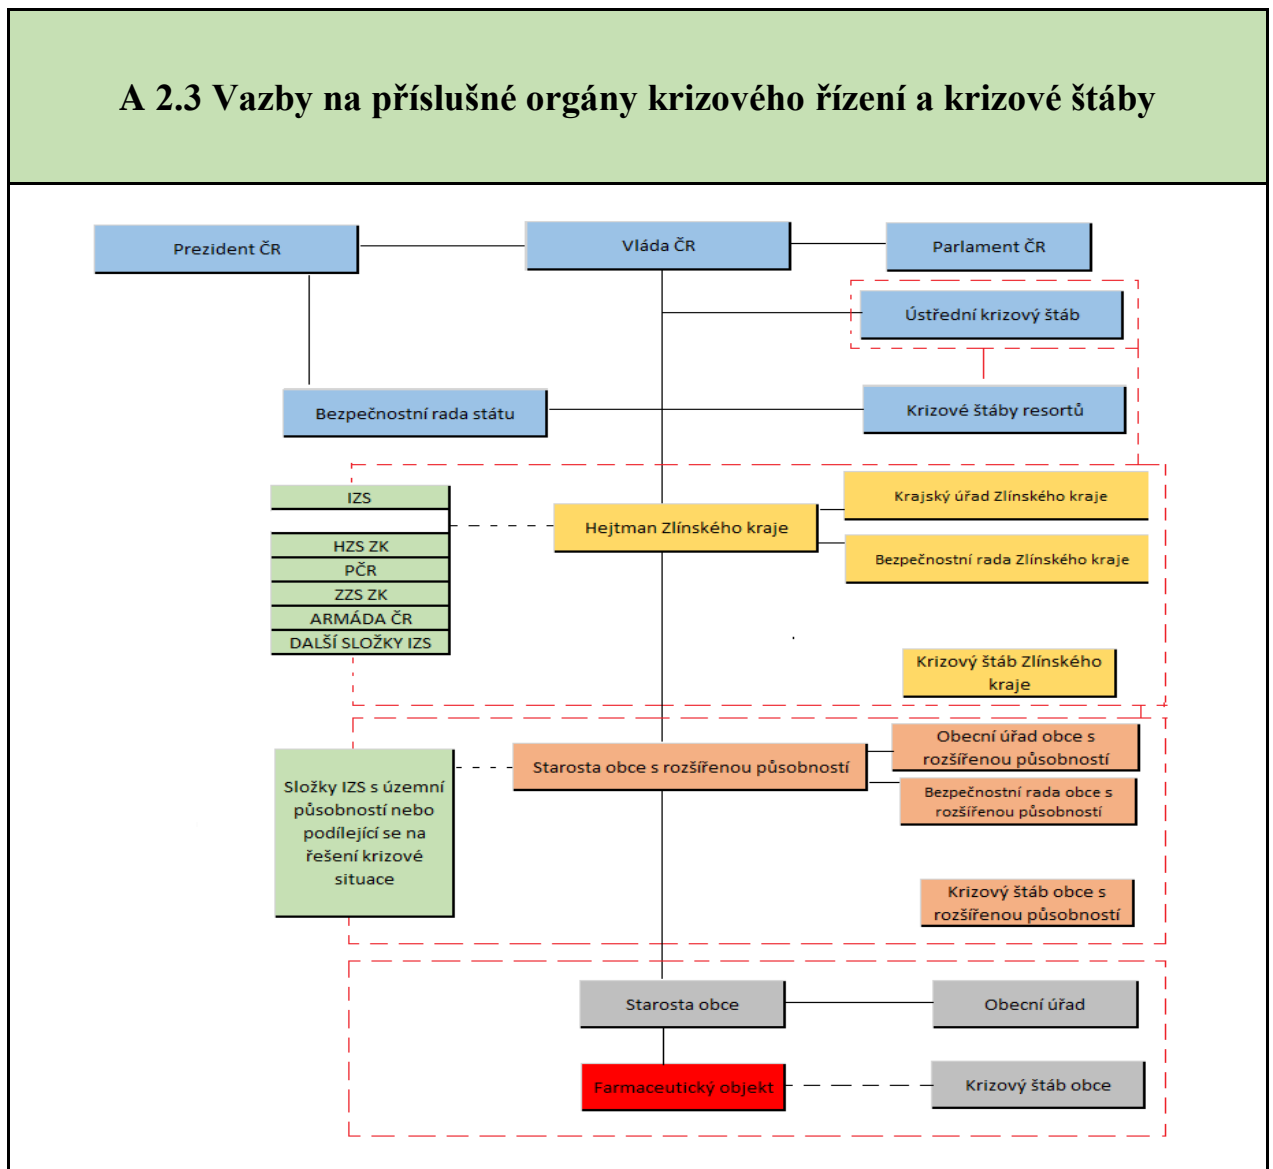 A 2.3 Vazby na příslušné orgány krizového řízení a krizové štáby
Prezident ČR
Vláda ČR
Parlament ČR
Ústřední krizový štáb
Bezpečnostní rada státu
Krizové štáby resortů
IZS
HZS ZK
PČR
ZZS ZK
ARMÁDA ČR
DALŠÍ SLOŽKY IZS
Hejtman Zlínského kraje
Krajský úřad Zlínského kraje
Bezpečnostní rada Zlínského kraje
Krizový štáb Zlínského
kraje
Složky IZS s územní
působností nebo
podílející se na
řešení krizové
situace
Starosta obce s rozšířenou působností
Obecní úřad obce s
rozšířenou působností
Bezpečnostní rada obce s
rozšířenou působností
Krizový štáb obce s
rozšířenou působností
Starosta obce
Obecní úřad
Farmaceutický objekt
Krizový štáb obce